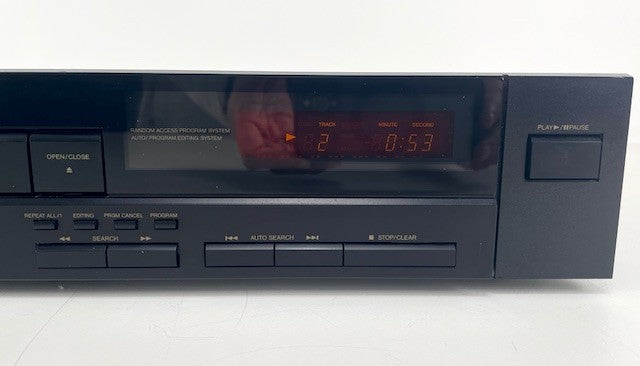 RANDOM ACCESS PROGRAM SYSTEM
AUTO/PROGRAM EDITING SYSTEM
TRACK MINUTE SECOND
2 0:53
PLAY ▶/❚❚PAUSE
OPEN/CLOSE
▲
REPEAT ALL/1 EDITING PRGM CANCEL PROGRAM
◀◀ SEARCH ▶▶
|◀◀ AUTO SEARCH ▶▶|
■ STOP/CLEAR